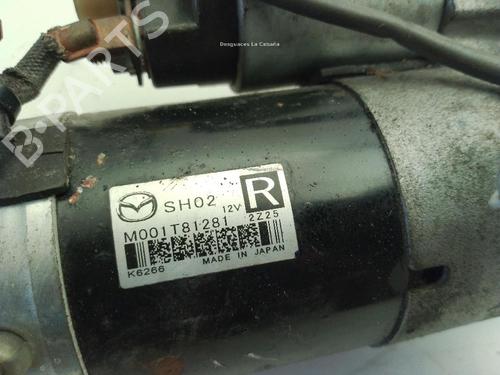 Desguaces La Cabaña
B-PARTS
SH02 12V R
M001T81281 2Z25
K6266 MADE IN JAPAN